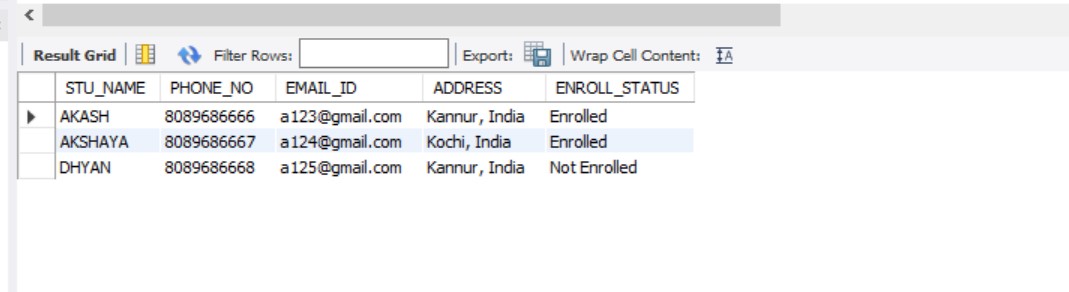 Result Grid Filter Rows: Export: Wrap Cell Content: IA
STU_NAME PHONE_NO EMAIL_ID ADDRESS ENROLL_STATUS
AKASH 8089686666 a123@gmail.com Kannur, India Enrolled
AKSHAYA 8089686667 a124@gmail.com Kochi, India Enrolled
DHYAN 8089686668 a125@gmail.com Kannur, India Not Enrolled